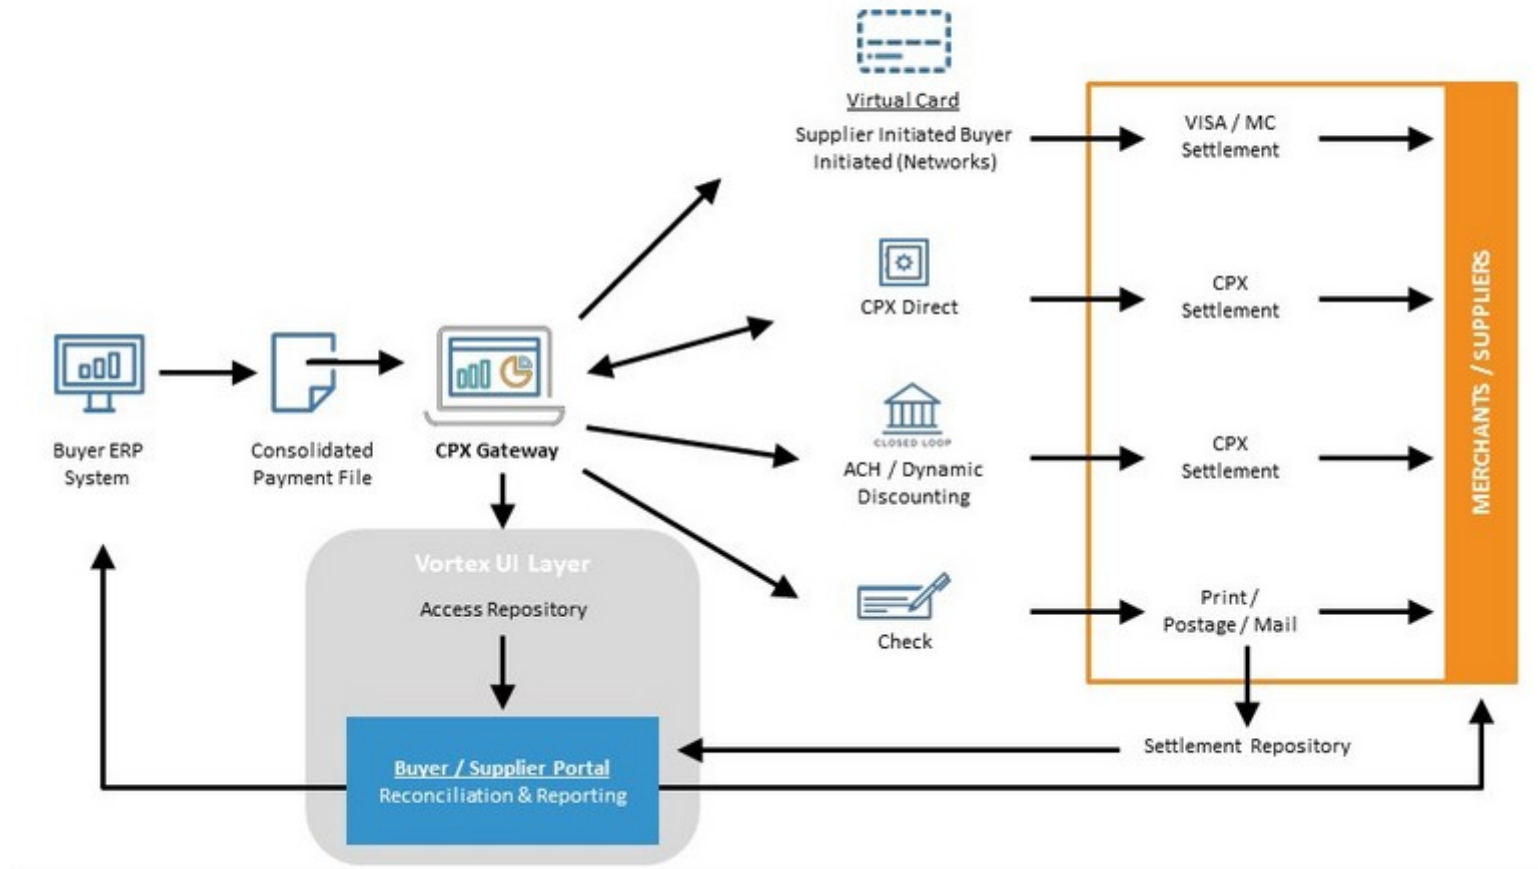 Virtual Card
Supplier Initiated Buyer
Initiated (Networks)
VISA / MC
Settlement
CPX Direct
CPX
Settlement
Buyer ERP
System
Consolidated
Payment File
CPX Gateway
CLOSED LOOP
ACH / Dynamic
Discounting
CPX
Settlement
MERCHANTS / SUPPLIERS
Vortex UI Layer
Access Repository
Check
Print /
Postage / Mail
Settlement Repository
Buyer / Supplier Portal
Reconciliation & Reporting